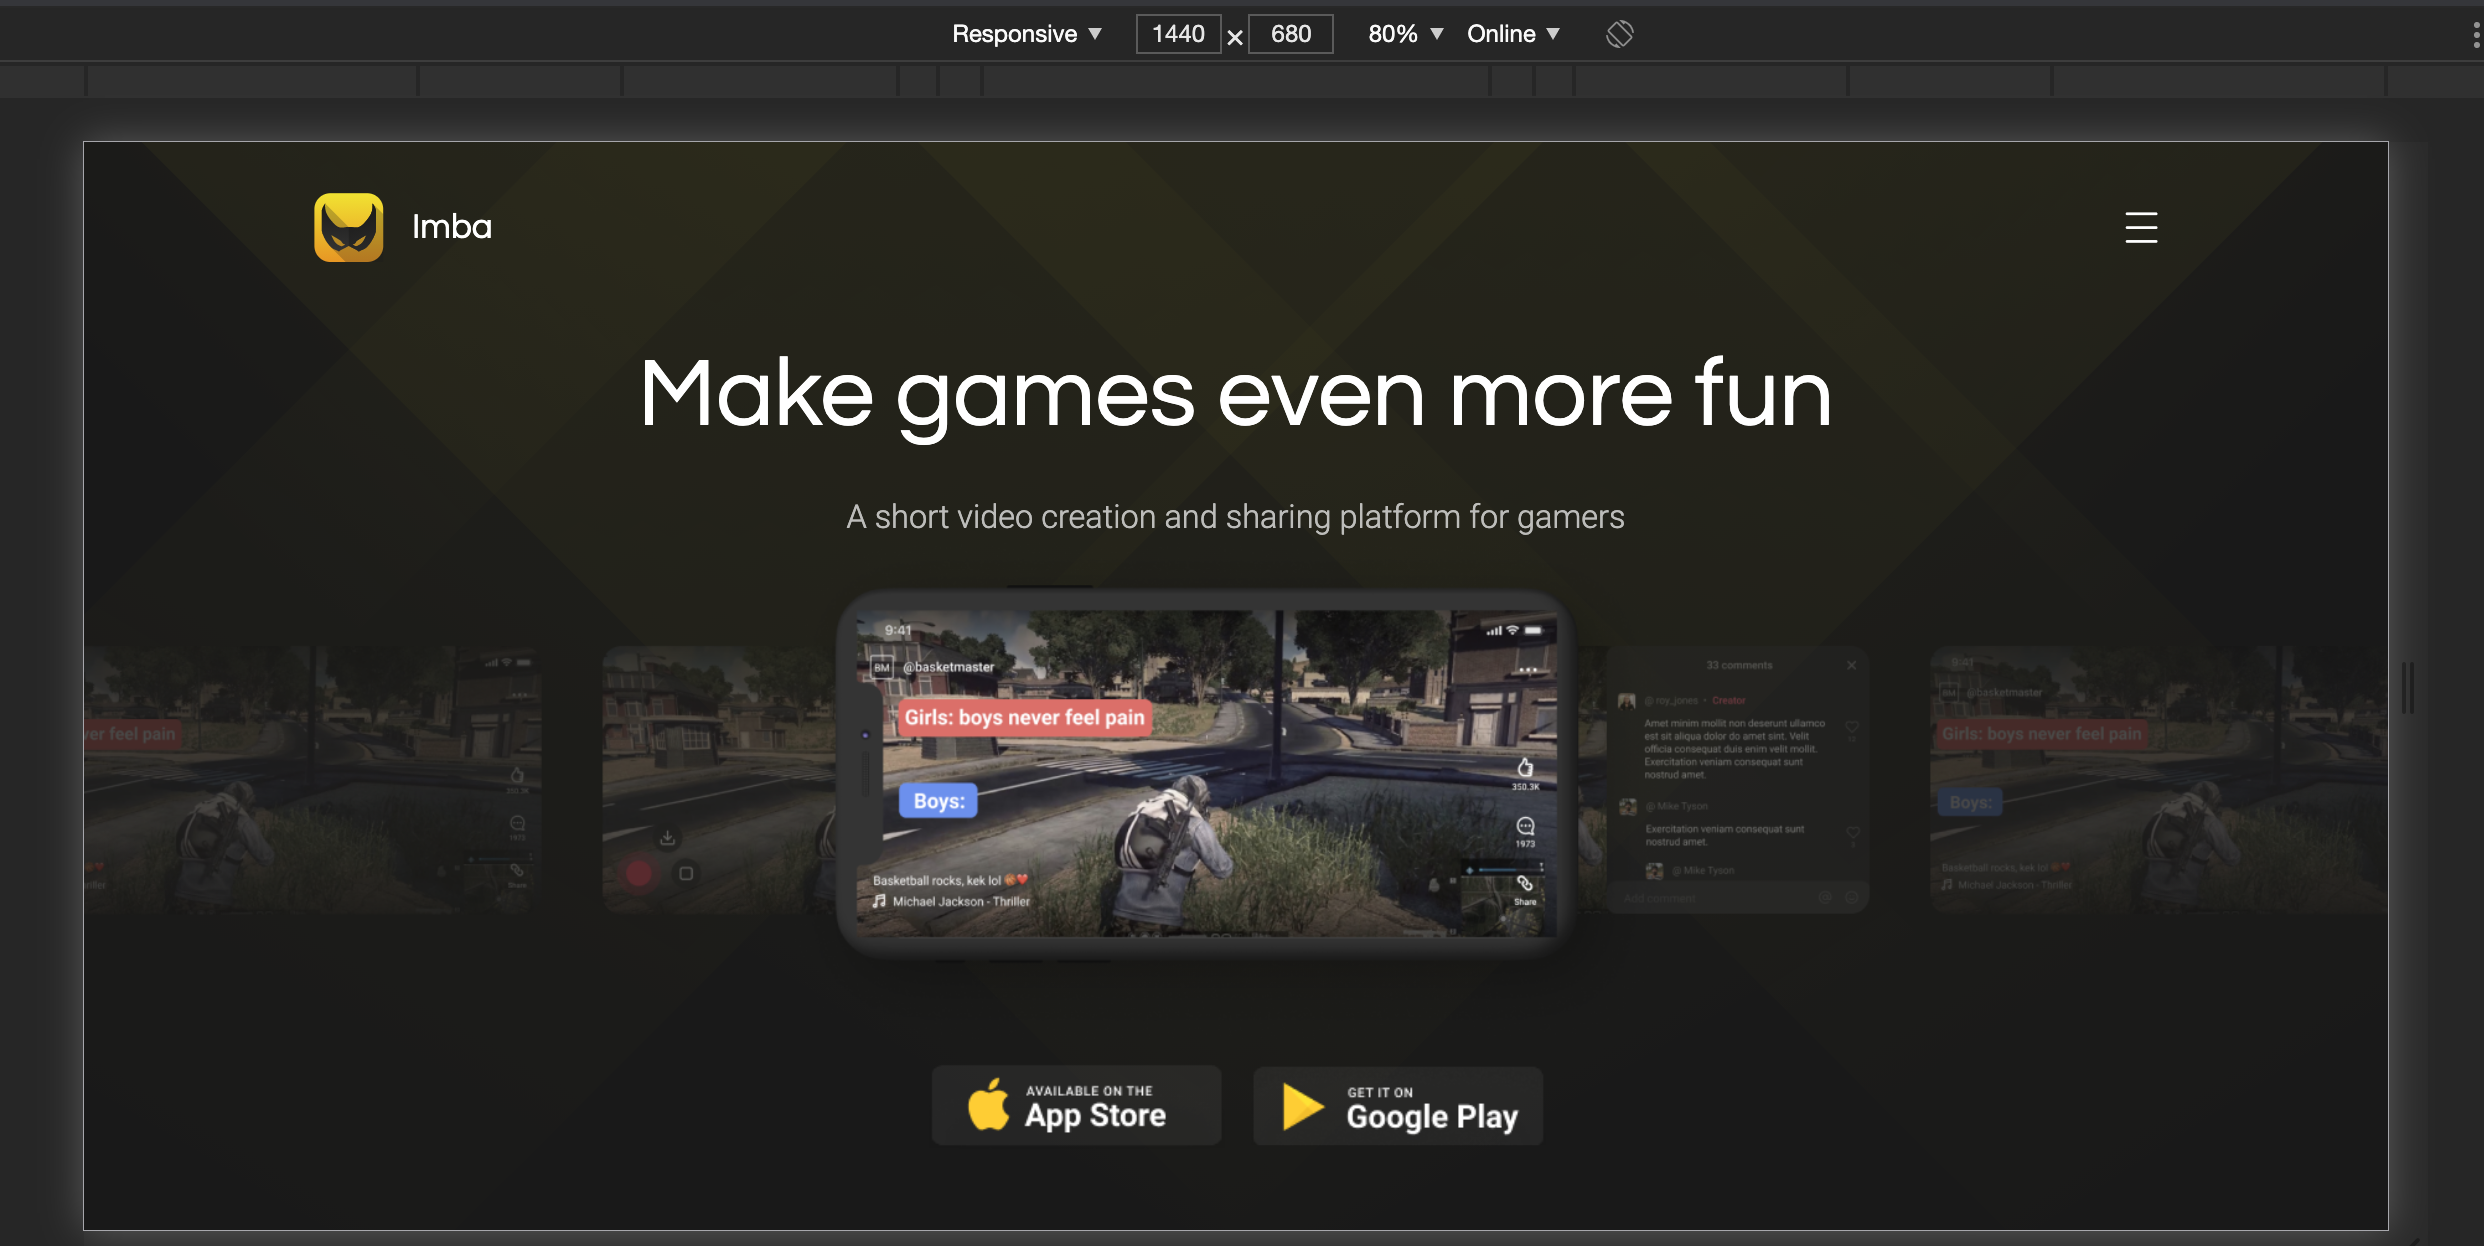 Responsive
1440 × 680
80%
Online
Imba
Make games even more fun
A short video creation and sharing platform for gamers
ver feel pain
350.3K
1973
Share
9:41
BM @basketmaster
Girls: boys never feel pain
Boys:
350.3K
1973
Share
Basketball rocks, kek lol
Michael Jackson - Thriller
33 comments
@ roy_jones • Creator
Amet minim mollit non deserunt ullamco
est sit aliqua dolor do amet sint. Velit
officia consequat duis enim velit mollit.
Exercitation veniam consequat sunt
nostrud amet.
@ Mike Tyson
Exercitation veniam consequat sunt
nostrud amet.
@ Mike Tyson
Add comment
9:41
BM @basketmaster
Girls: boys never feel pain
Boys:
Basketball rocks, kek lol
Michael Jackson - Thriller
AVAILABLE ON THE
App Store
GET IT ON
Google Play